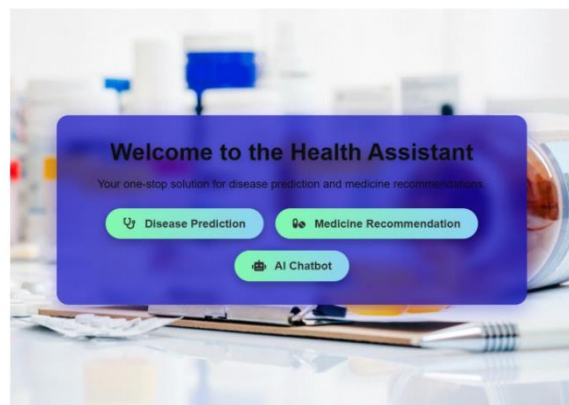 Welcome to the Health Assistant
Your one-stop solution for disease prediction and medicine recommendations.
Disease Prediction
Medicine Recommendation
AI Chatbot